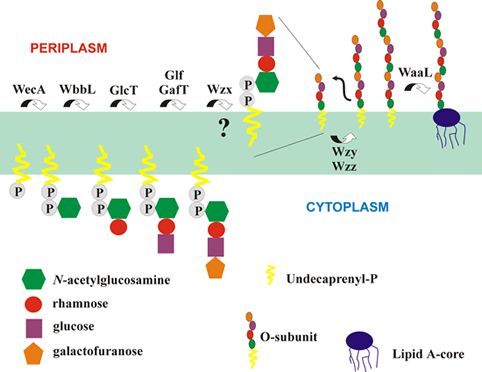 PERIPLASM
WecA WbbL GlcT Glf GafT Wzx
WaaL
P
P
?
Wzy
Wzz
P P P P P
P P P P
CYTOPLASM
N-acetylglucosamine
rhamnose
glucose
galactofuranose
Undecaprenyl-P
O-subunit
Lipid A-core